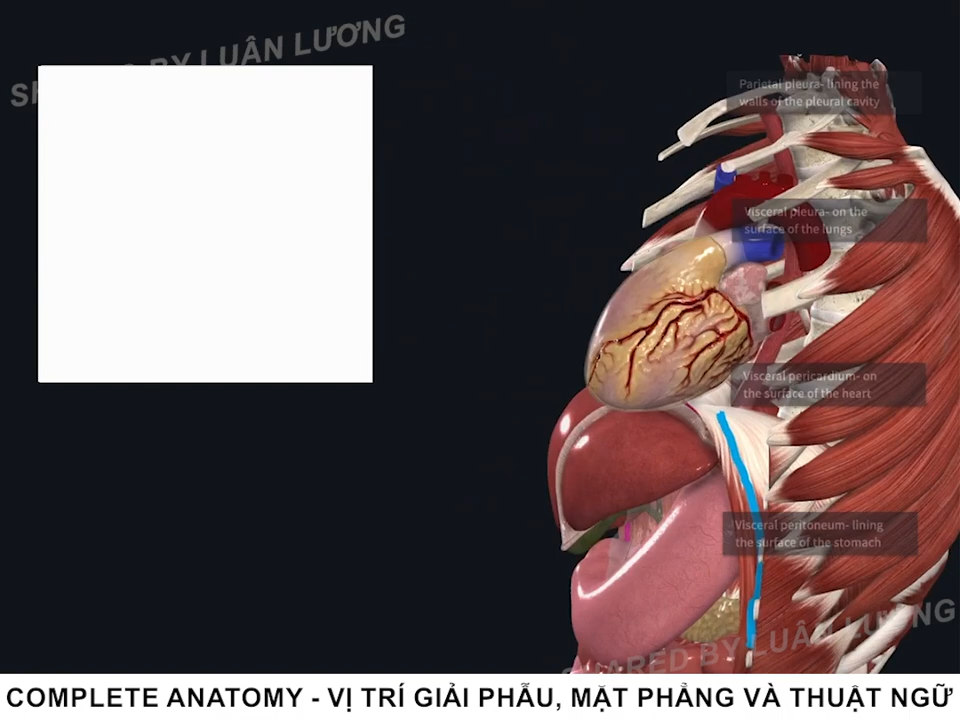 SHARED BY LUÂN LƯƠNG
Parietal pleura- lining the
walls of the pleural cavity
Visceral pleura- on the
surface of the lungs
Visceral pericardium- on
the surface of the heart
Visceral peritoneum- lining
the surface of the stomach
SHARED BY LUÂN LƯƠNG
COMPLETE ANATOMY - VỊ TRÍ GIẢI PHẪU, MẶT PHẲNG VÀ THUẬT NGỮ